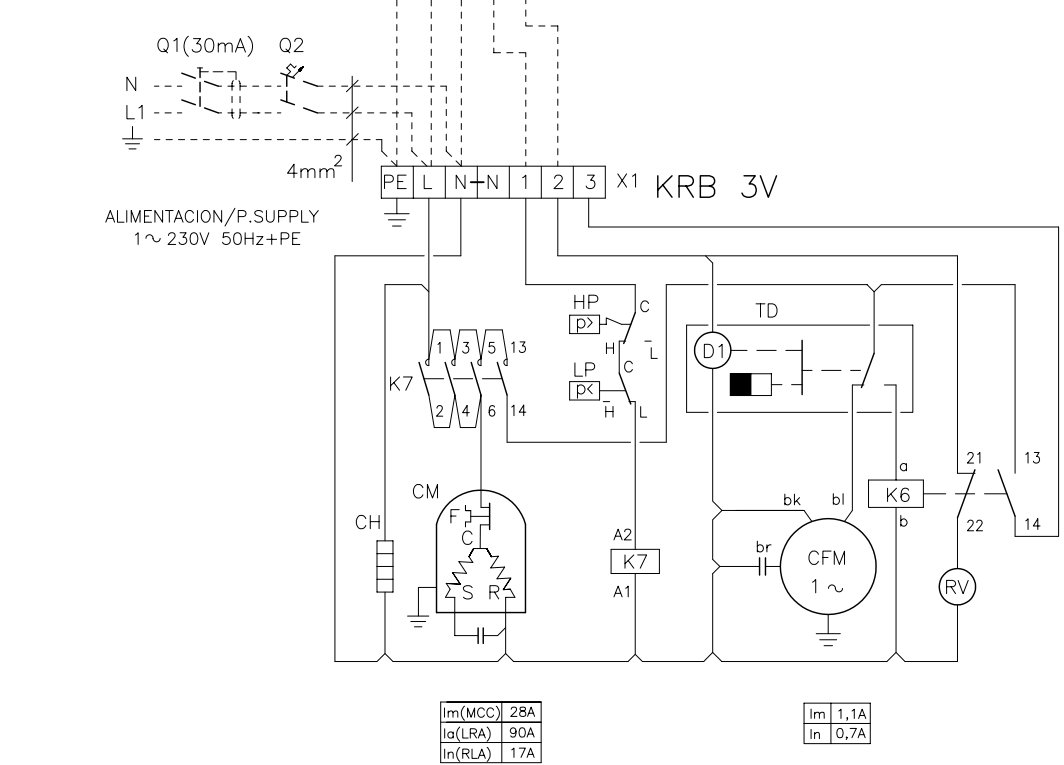 Q1(30mA) Q2
N
L1
4mm2
PE L N N 1 2 3 X1 KRB 3V
ALIMENTACION/P.SUPPLY
1~ 230V 50Hz+PE
HP C
p>
H L
TD
D1
1 3 5 13
K7
2 4 6 14
LP C
p<
H L
CM
F
C
S R
CH
A2
K7
A1
bk bl
br
CFM
1 ~
a
K6
b
21 13
22 14
RV
Im(MCC) 28A
Ia(LRA) 90A
In(RLA) 17A
Im 1,1A
In 0,7A